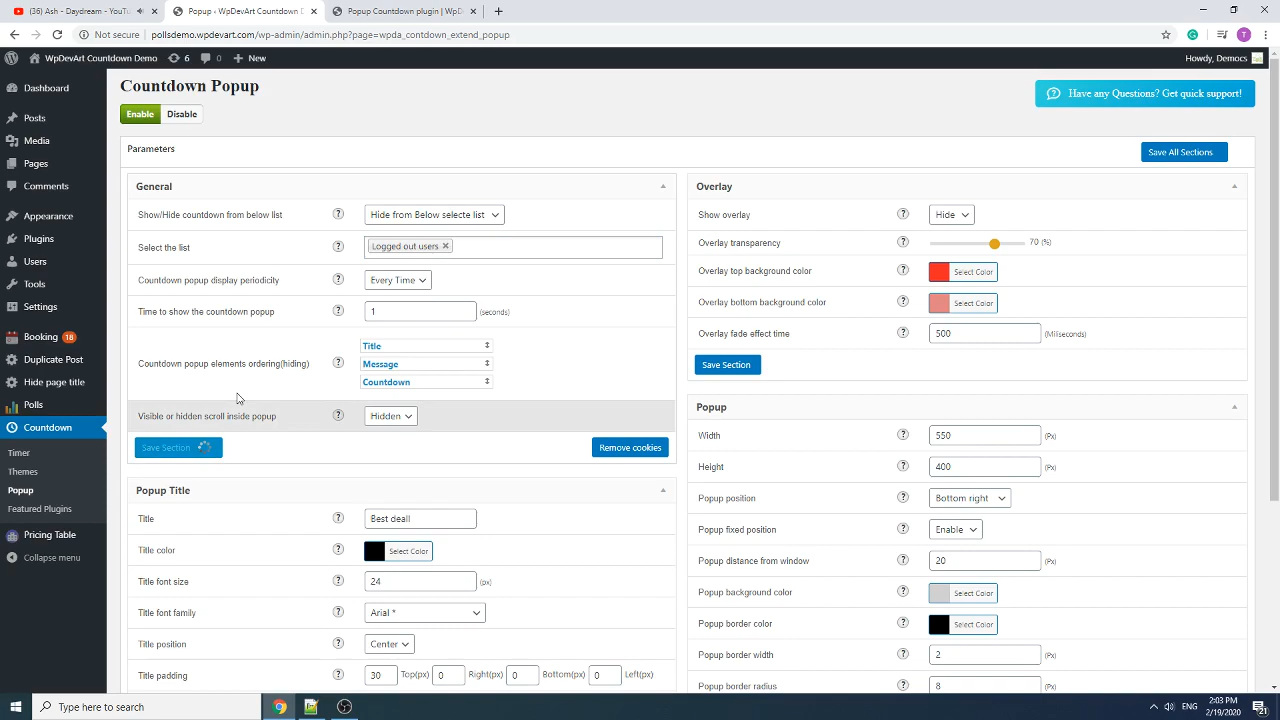 (36) Ash - Daydream - YouTu
Popup ‹ WpDevArt Countdown D
Popup Countdown plugin | WpD
Not secure | pollsdemo.wpdevart.com/wp-admin/admin.php?page=wpda_contdown_extend_popup
T
WpDevArt Countdown Demo 6 0 New
Howdy, Democs
Dashboard
Posts
Media
Pages
Comments
Appearance
Plugins
Users
Tools
Settings
Booking 18
Duplicate Post
Hide page title
Polls
Countdown
Timer
Themes
Popup
Featured Plugins
Pricing Table
Collapse menu
Countdown Popup
Have any Questions? Get quick support!
Enable Disable
Parameters
Save All Sections
General
Show/Hide countdown from below list ? Hide from Below selecte list
Select the list ? Logged out users
Countdown popup display periodicity ? Every Time
Time to show the countdown popup ? 1 (seconds)
Countdown popup elements ordering(hiding) ?
Title
Message
Countdown
Visible or hidden scroll inside popup ? Hidden
Save Section Remove cookies
Popup Title
Title ? Best deall
Title color ? Select Color
Title font size ? 24 (px)
Title font family ? Arial *
Title position ? Center
Title padding ? 30 Top(px) 0 Right(px) 0 Bottom(px) 0 Left(px)
Overlay
Show overlay ? Hide
Overlay transparency ? 70 (%)
Overlay top background color ? Select Color
Overlay bottom background color ? Select Color
Overlay fade effect time ? 500 (Miliseconds)
Save Section
Popup
Width ? 550 (Px)
Height ? 400 (Px)
Popup position ? Bottom right
Popup fixed position ? Enable
Popup distance from window ? 20 (Px)
Popup background color ? Select Color
Popup border color ? Select Color
Popup border width ? 2 (Px)
Popup border radius ? 8 (Px)
Type here to search
ENG
2:03 PM
2/19/2020
21